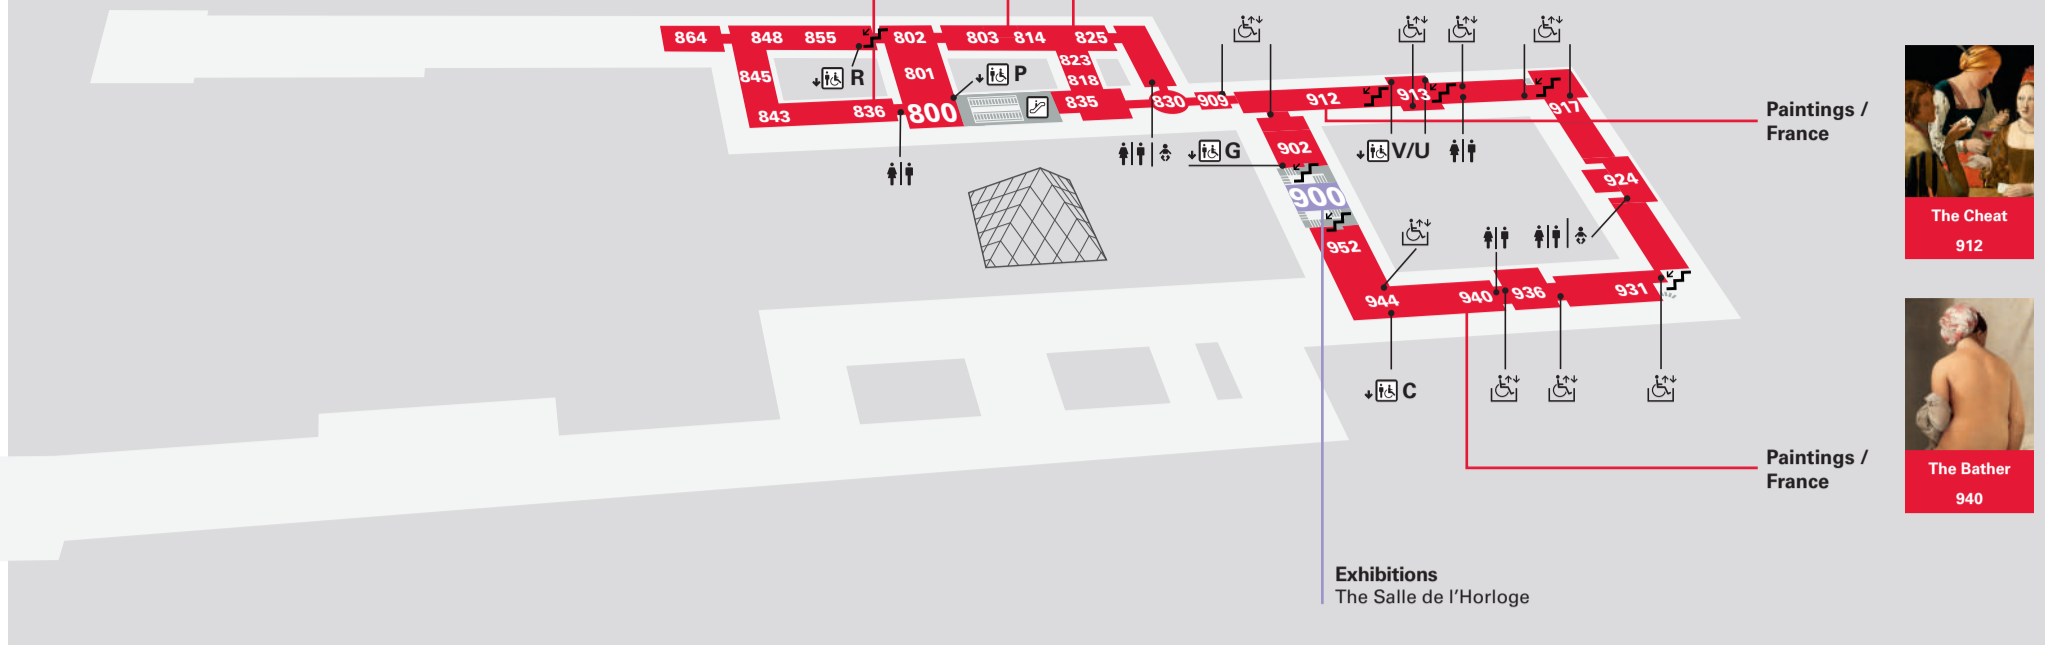 864
848
855
802
803
814
825
845
R
801
P
823
818
843
836
800
835
830
909
912
913
917
Paintings /
France
902
G
V/U
900
924
952
944
940
936
931
C
The Cheat
912
Paintings /
France
The Bather
940
Exhibitions
The Salle de l'Horloge